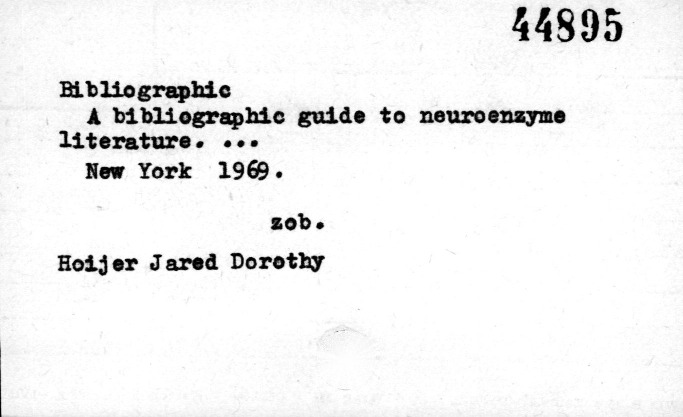 44895
Bibliographic
A bibliographic guide to neuroenzyme
literature. ...
New York 1969.
zob.
Hoijer Jared Dorothy